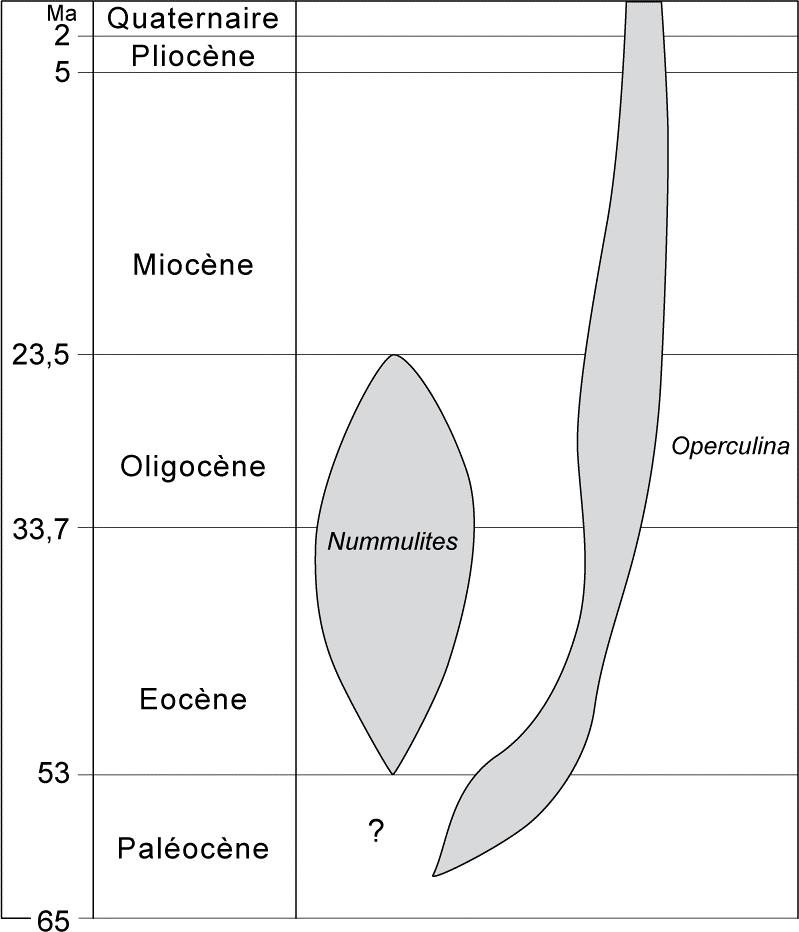 Ma
Quaternaire
2
Pliocène
5
Miocène
23,5
Operculina
Oligocène
33,7
Nummulites
Eocène
53
?
Paléocène
65